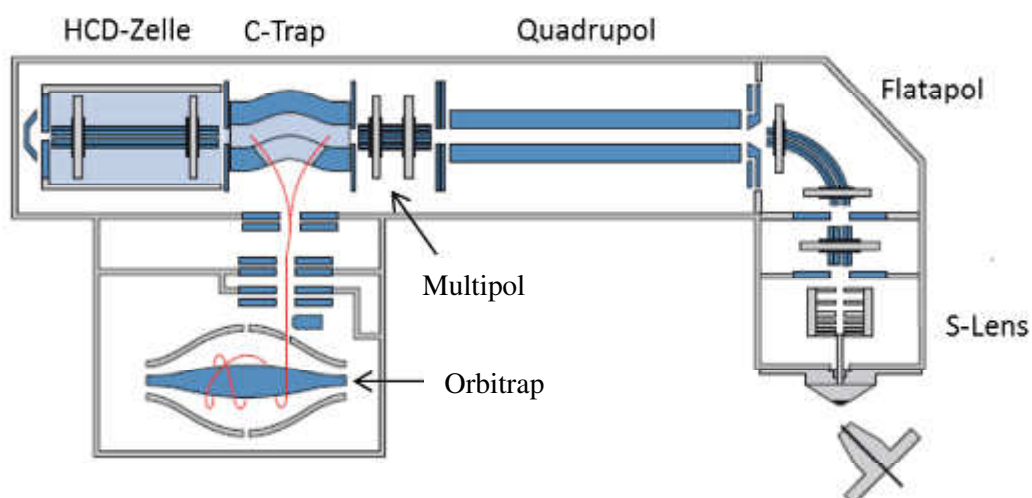 HCD-Zelle
C-Trap
Quadrupol
Flatapol
Multipol
S-Lens
Orbitrap